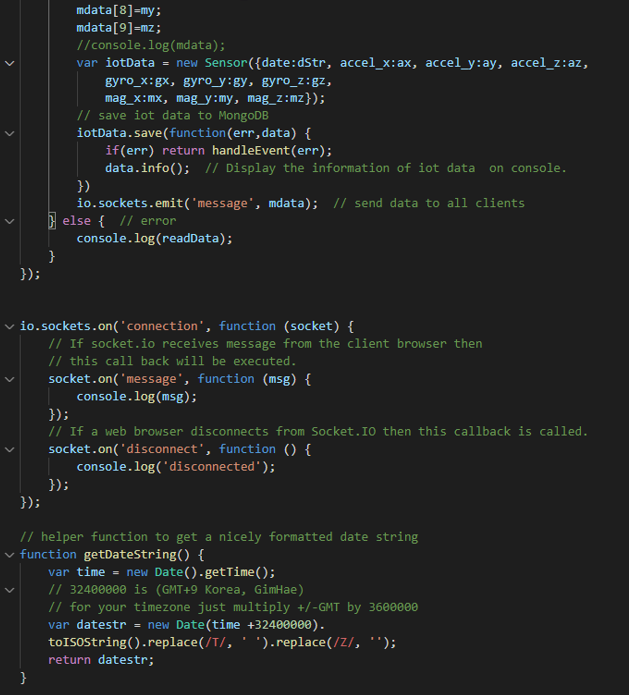 mdata[8]=my;
mdata[9]=mz;
//console.log(mdata);
var iotData = new Sensor({date:dStr, accel_x:ax, accel_y:ay, accel_z:az,
gyro_x:gx, gyro_y:gy, gyro_z:gz,
mag_x:mx, mag_y:my, mag_z:mz});
// save iot data to MongoDB
iotData.save(function(err,data) {
if(err) return handleEvent(err);
data.info();  // Display the information of iot data  on console.
})
io.sockets.emit('message', mdata);  // send data to all clients
} else {  // error
console.log(readData);
}
});
io.sockets.on('connection', function (socket) {
// If socket.io receives message from the client browser then
// this call back will be executed.
socket.on('message', function (msg) {
console.log(msg);
});
// If a web browser disconnects from Socket.IO then this callback is called.
socket.on('disconnect', function () {
console.log('disconnected');
});
});
// helper function to get a nicely formatted date string
function getDateString() {
var time = new Date().getTime();
// 32400000 is (GMT+9 Korea, GimHae)
// for your timezone just multiply +/-GMT by 3600000
var datestr = new Date(time +32400000).
toISOString().replace(/T/, ' ').replace(/Z/, '');
return datestr;
}